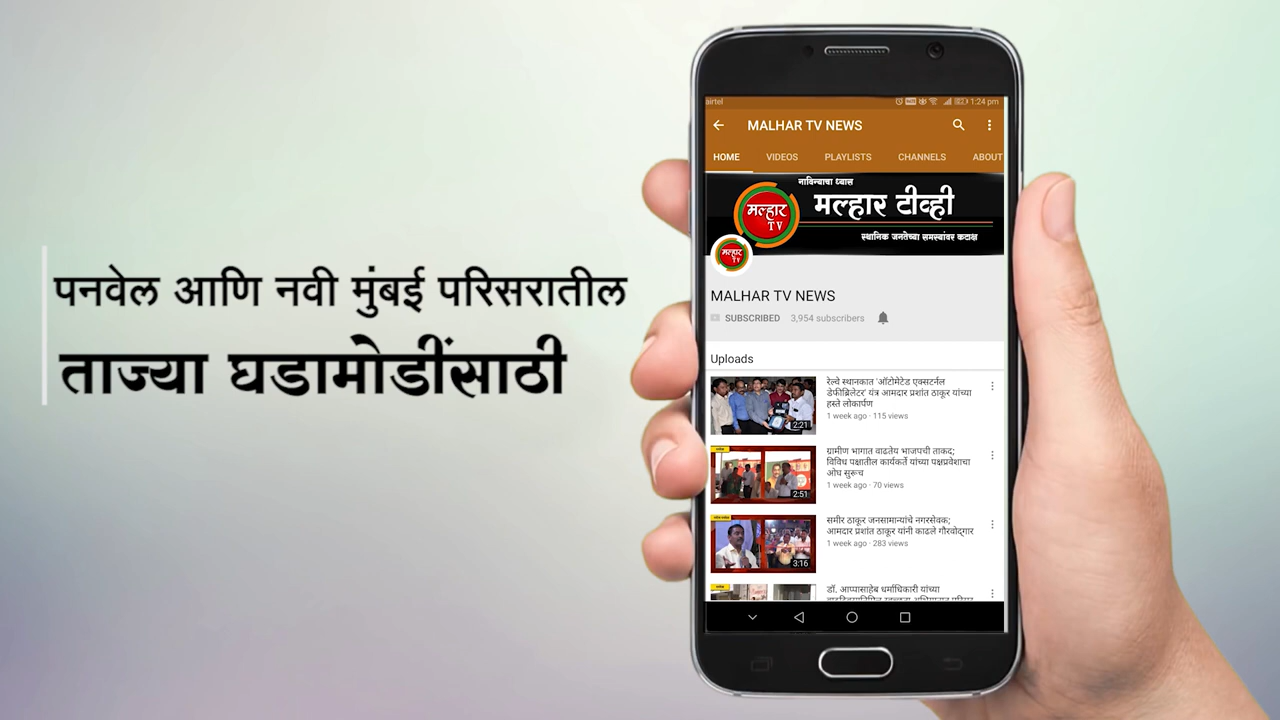 पनवेल आणि नवी मुंबई परिसरातील
ताज्या घडामोडींसाठी
airtel
1:24 pm
MALHAR TV NEWS
HOME VIDEOS PLAYLISTS CHANNELS ABOUT
नाविन्याचा ध्यास
मल्हार TV
मल्हार टीव्ही
स्थानिक जनतेच्या समस्यांवर कटाक्ष
मल्हार TV
MALHAR TV NEWS
SUBSCRIBED 3,954 subscribers
Uploads
रेल्वे स्थानकात 'ऑटोमेटेड एक्सटर्नल
डेफीब्रिलेटर' यंत्र आमदार प्रशांत ठाकूर यांच्या
हस्ते लोकार्पण
1 week ago · 115 views
2:21
ग्रामीण भागात वाढतेय भाजपची ताकद;
विविध पक्षातील कार्यकर्ते यांच्या पक्षप्रवेशाचा
ओघ सुरूच
1 week ago · 70 views
2:51
समीर ठाकूर जनसामान्यांचे नगरसेवक;
आमदार प्रशांत ठाकूर यांनी काढले गौरवोद्गार
1 week ago · 283 views
3:16
डॉ. आप्पासाहेब धर्माधिकारी यांच्या